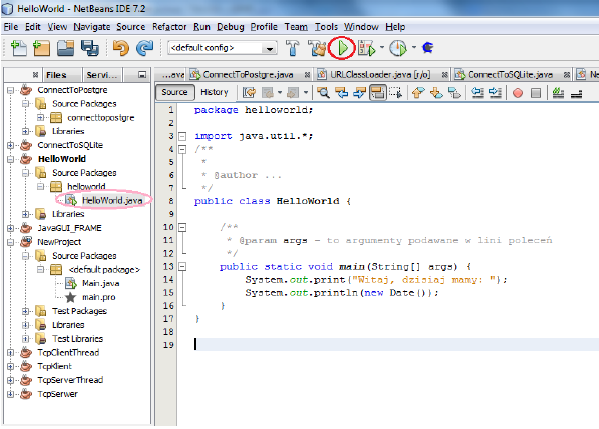 HelloWorld - NetBeans IDE 7.2
File Edit View Navigate Source Refactor Run Debug Profile Team Tools Window Help
<default config>
Files Servi...
...ava ConnectToPostgre.java URLClassLoader.java [r/o] ConnectToSQLite.java Ne
Source History
ConnectToPostgre
Source Packages
connecttopostgre
Libraries
ConnectToSQLite
HelloWorld
Source Packages
helloworld
HelloWorld.java
Libraries
JavaGUI_FRAME
NewProject
Source Packages
<default package>
Main.java
main.pro
Test Packages
Libraries
Test Libraries
TcpClientThread
TcpKlient
TcpServerThread
TcpSerwer
1 package helloworld;
2
3 import java.util.*;
4 /**
5 *
6 * @author ...
7 */
8 public class HelloWorld {
9
10 /**
11 * @param args - to argumenty podawane w lini poleceń
12 */
13 public static void main(String[] args) {
14 System.out.print("Witaj, dzisiaj mamy: ");
15 System.out.println(new Date());
16 }
17 }
18
19